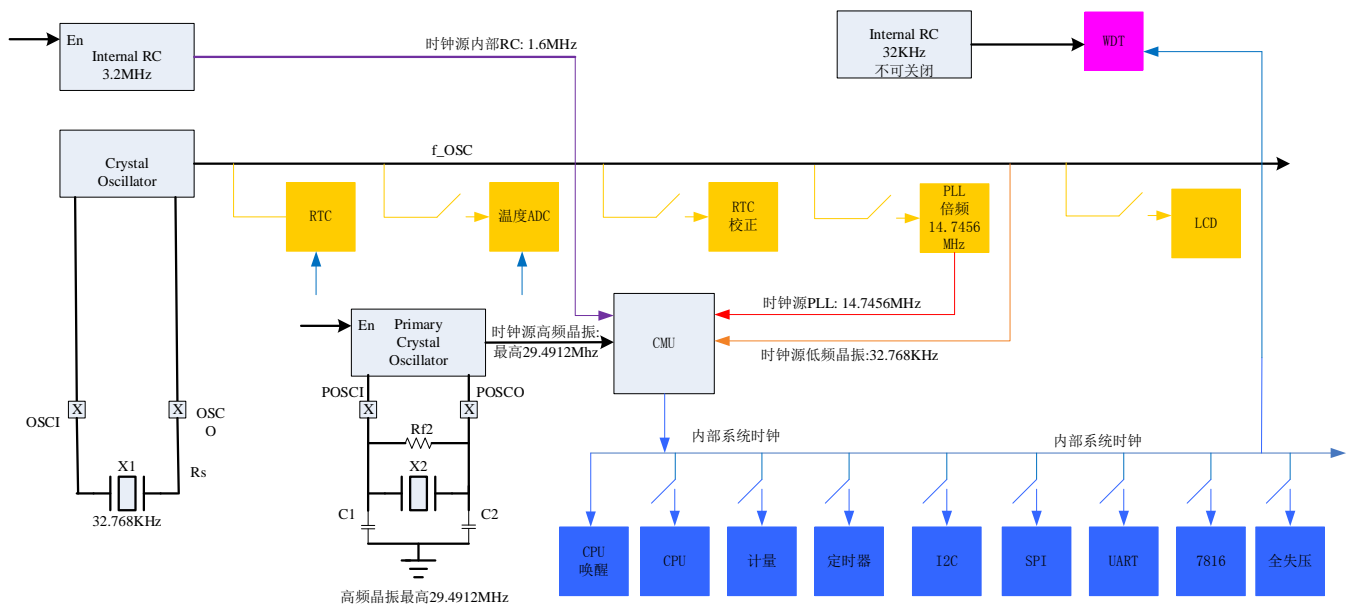 En
Internal RC
3.2MHz
时钟源内部RC: 1.6MHz
Internal RC
32KHz
不可关闭
WDT
Crystal
Oscillator
f_OSC
RTC
温度ADC
RTC
校正
PLL
倍频
14.7456
MHz
LCD
En
Primary
Crystal
Oscillator
时钟源高频晶振:
最高29.4912Mhz
CMU
时钟源PLL: 14.7456MHz
时钟源低频晶振:32.768KHz
POSCI
POSCO
X
X
X
X
OSCI
OSC
O
Rf2
X1
Rs
X2
32.768KHz
C1
C2
高频晶振最高29.4912MHz
内部系统时钟
内部系统时钟
CPU
唤醒
CPU
计量
定时器
I2C
SPI
UART
7816
全失压